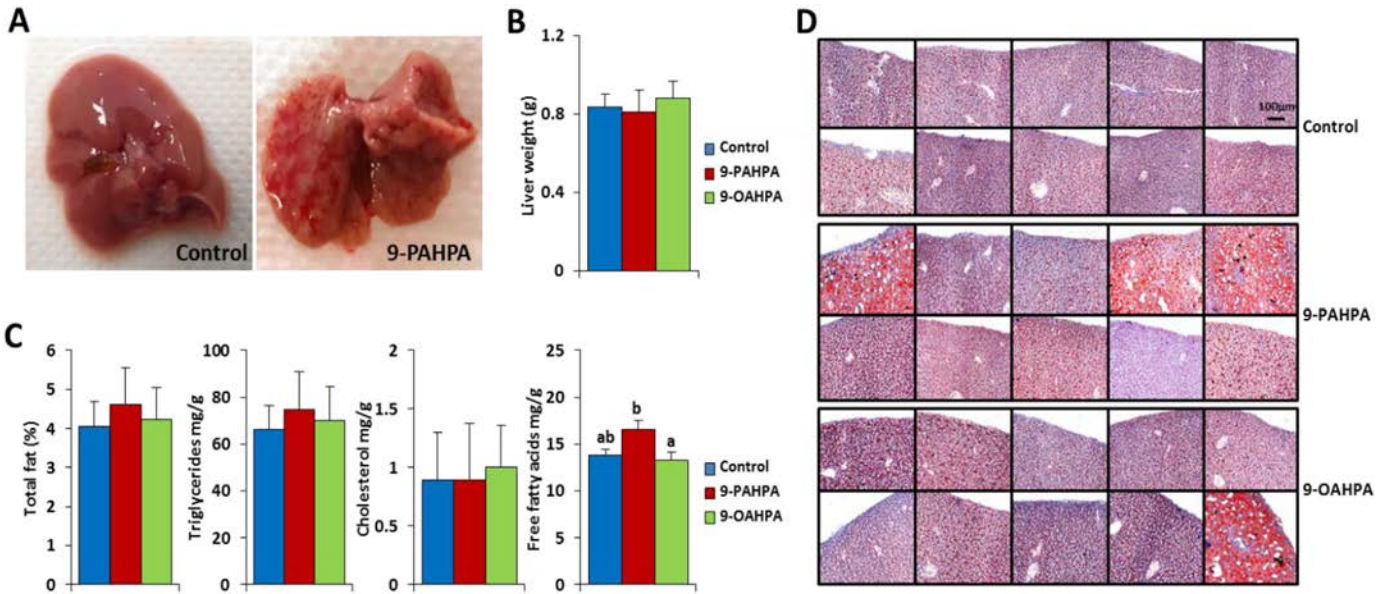 A
Control
9-PAHPA
B
Liver weight (g)
1.2
0.8
0.4
0
Control
9-PAHPA
9-OAHPA
C
Total fat (%)
6
5
4
3
2
1
0
Triglycerides mg/g
100
80
60
40
20
0
Cholesterol mg/g
2
1.5
1
0.5
0
Free fatty acids mg/g
25
20
15
10
5
0
ab
b
a
Control
9-PAHPA
9-OAHPA
D
100µm
Control
9-PAHPA
9-OAHPA